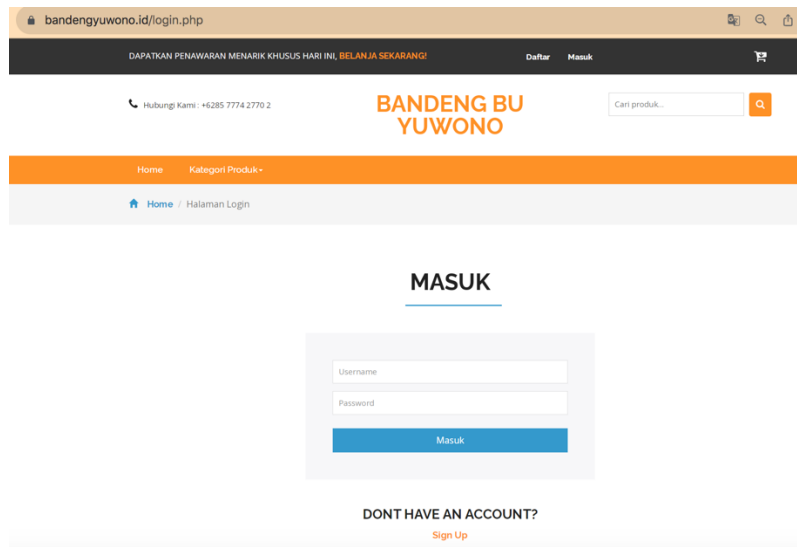 bandengyuwono.id/login.php
DAPATKAN PENAWARAN MENARIK KHUSUS HARI INI, BELANJA SEKARANG! Daftar Masuk
Hubungi Kami : +6285 7774 2770 2
BANDENG BU
YUWONO
Cari produk...
Home Kategori Produk
Home / Halaman Login
MASUK
Username
Password
Masuk
DONT HAVE AN ACCOUNT?
Sign Up